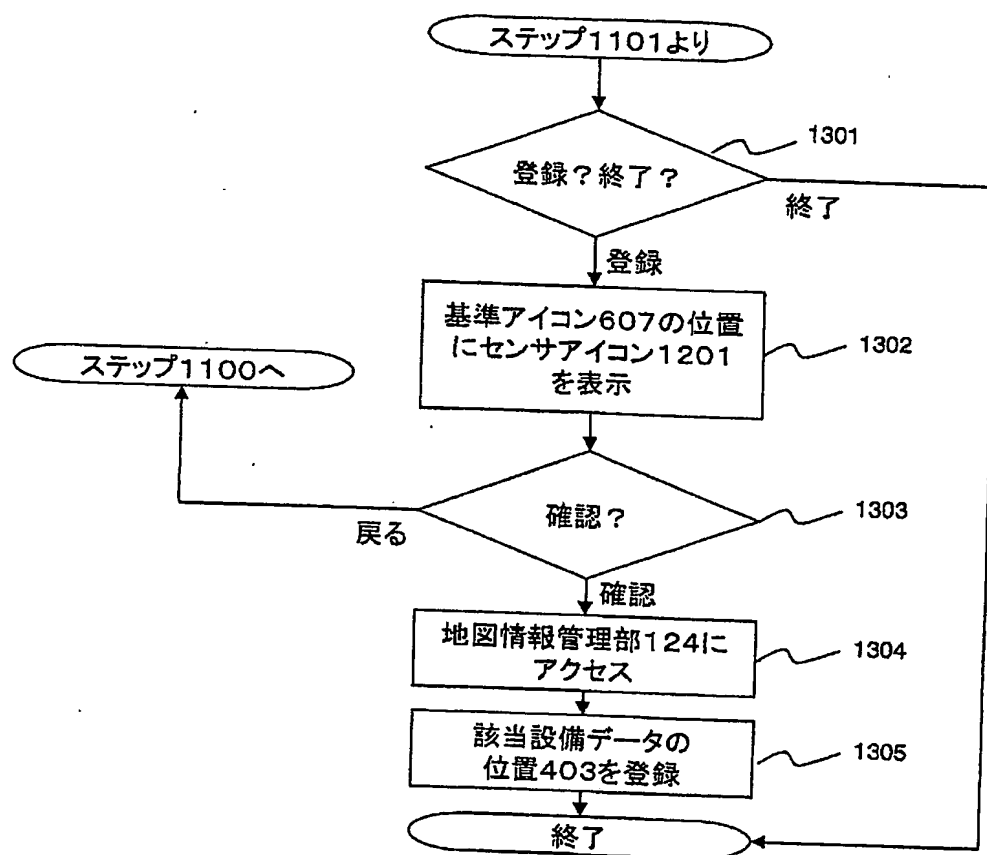 ステップ1101より
1301
登録?終了?
終了
登録
基準アイコン607の位置
にセンサアイコン1201
を表示
1302
ステップ1100へ
確認?
1303
戻る
確認
地図情報管理部124に
アクセス
1304
該当設備データの
位置403を登録
1305
終了